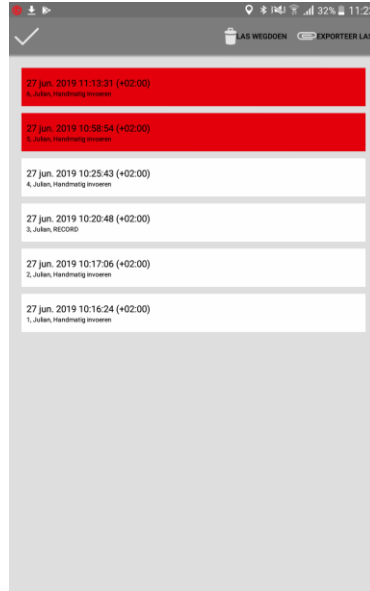 32% 11:23
LAS WEGDOEN EXPORTEER LAS
27 jun. 2019 11:13:31 (+02:00)
6, Julian, Handmatig invoeren
27 jun. 2019 10:58:54 (+02:00)
5, Julian, Handmatig invoeren
27 jun. 2019 10:25:43 (+02:00)
4, Julian, Handmatig invoeren
27 jun. 2019 10:20:48 (+02:00)
3, Julian, RECORD
27 jun. 2019 10:17:06 (+02:00)
2, Julian, Handmatig invoeren
27 jun. 2019 10:16:24 (+02:00)
1, Julian, Handmatig invoeren